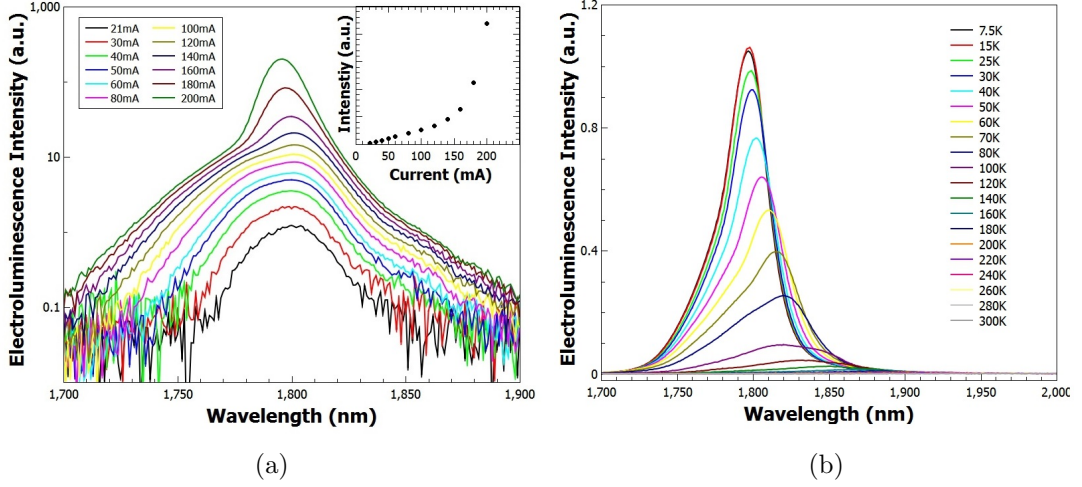 1,000
10
0.1
Electroluminescence Intensity (a.u.)
21mA
30mA
40mA
50mA
60mA
80mA
100mA
120mA
140mA
160mA
180mA
200mA
Intenstiy (a.u.)
0 50 100 150 200
Current (mA)
1,700 1,750 1,800 1,850 1,900
Wavelength (nm)
(a)
1.2
0.8
0.4
0
Electroluminescence Intensity (a.u.)
7.5K
15K
25K
30K
40K
50K
60K
70K
80K
100K
120K
140K
160K
180K
200K
220K
240K
260K
280K
300K
1,700 1,750 1,800 1,850 1,900 1,950 2,000
Wavelength (nm)
(b)